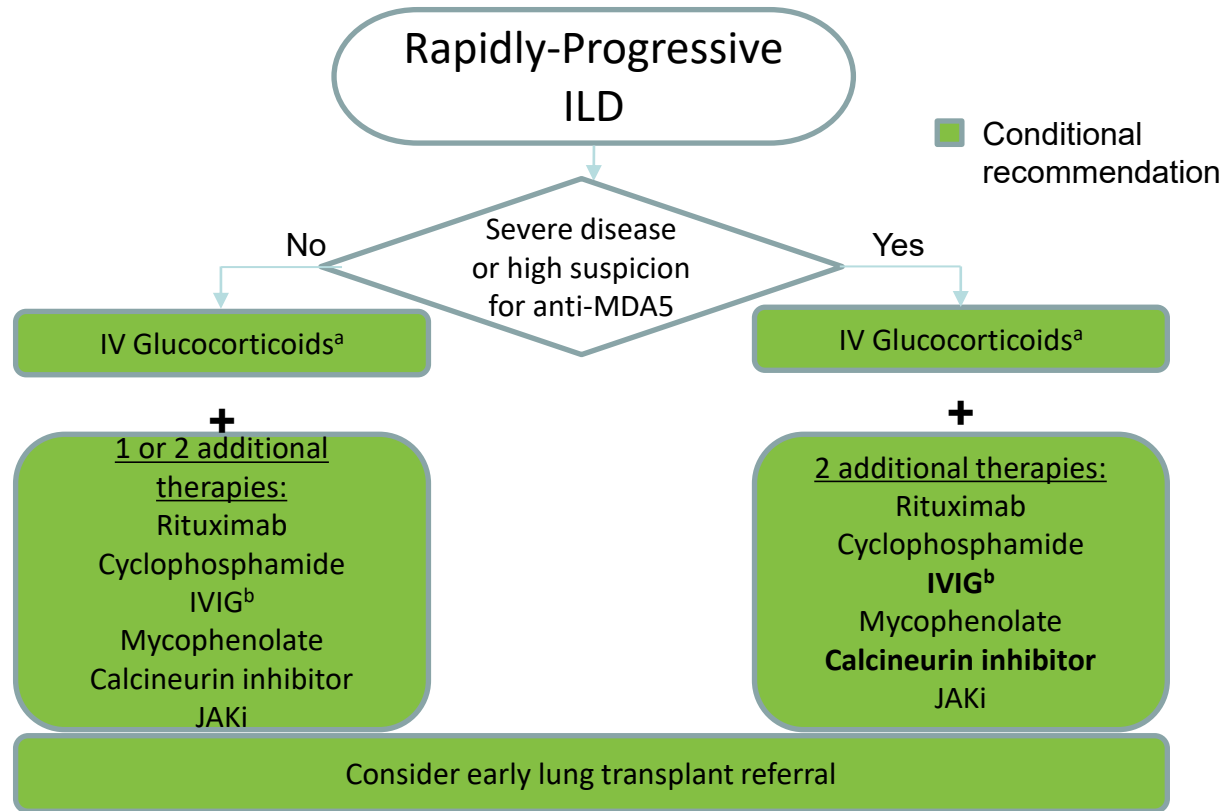 Rapidly-Progressive
ILD
Conditional
recommendation
Severe disease
or high suspicion
for anti-MDA5
No
Yes
IV Glucocorticoidsᵃ
+
1 or 2 additional
therapies:
Rituximab
Cyclophosphamide
IVIGᵇ
Mycophenolate
Calcineurin inhibitor
JAKi
IV Glucocorticoidsᵃ
+
2 additional therapies:
Rituximab
Cyclophosphamide
IVIGᵇ
Mycophenolate
Calcineurin inhibitor
JAKi
Consider early lung transplant referral